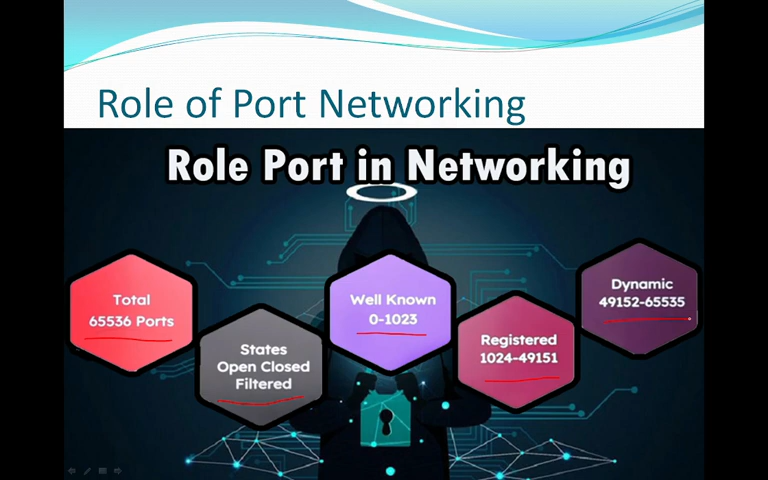 Role of Port Networking
Role Port in Networking
Total
65536 Ports
States
Open Closed
Filtered
Well Known
0-1023
Registered
1024-49151
Dynamic
49152-65535